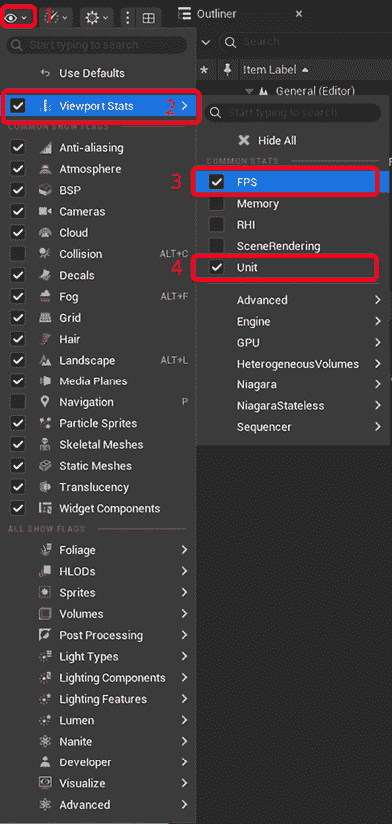 Outliner
Start typing to search
Search
Use Defaults
Item Label
General (Editor)
Viewport Stats 2
Start typing to search
COMMON SHOW FLAGS
Anti-aliasing
Atmosphere
BSP
Cameras
Cloud
Collision ALT+C
Decals
Fog ALT+F
Grid
Hair
Landscape ALT+L
Media Planes
Navigation P
Particle Sprites
Skeletal Meshes
Static Meshes
Translucency
Widget Components
ALL SHOW FLAGS
Foliage
HLODs
Sprites
Volumes
Post Processing
Light Types
Lighting Components
Lighting Features
Lumen
Nanite
Developer
Visualize
Advanced
Hide All
COMMON STATS
3 FPS
Memory
RHI
SceneRendering
4 Unit
Advanced
Engine
GPU
HeterogeneousVolumes
Niagara
NiagaraStateless
Sequencer